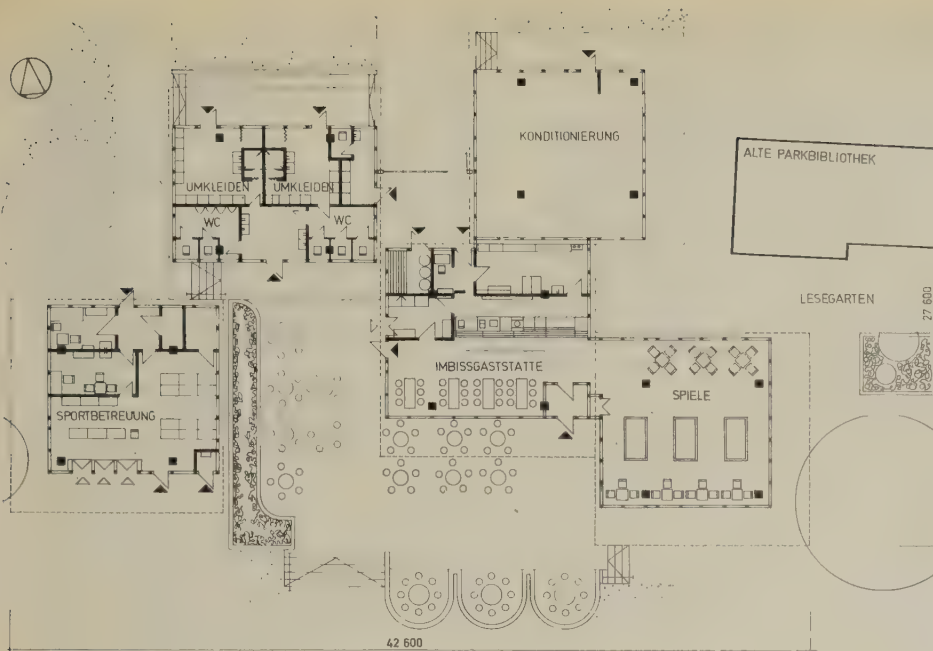 KONDITIONIERUNG
ALTE PARKBIBLIOTHEK
UMKLEIDEN
UMKLEIDEN
WC
WC
LESEGARTEN
27 600
IMBISSGASTSTÄTTE
SPIELE
SPORTBETREUUNG
42 600